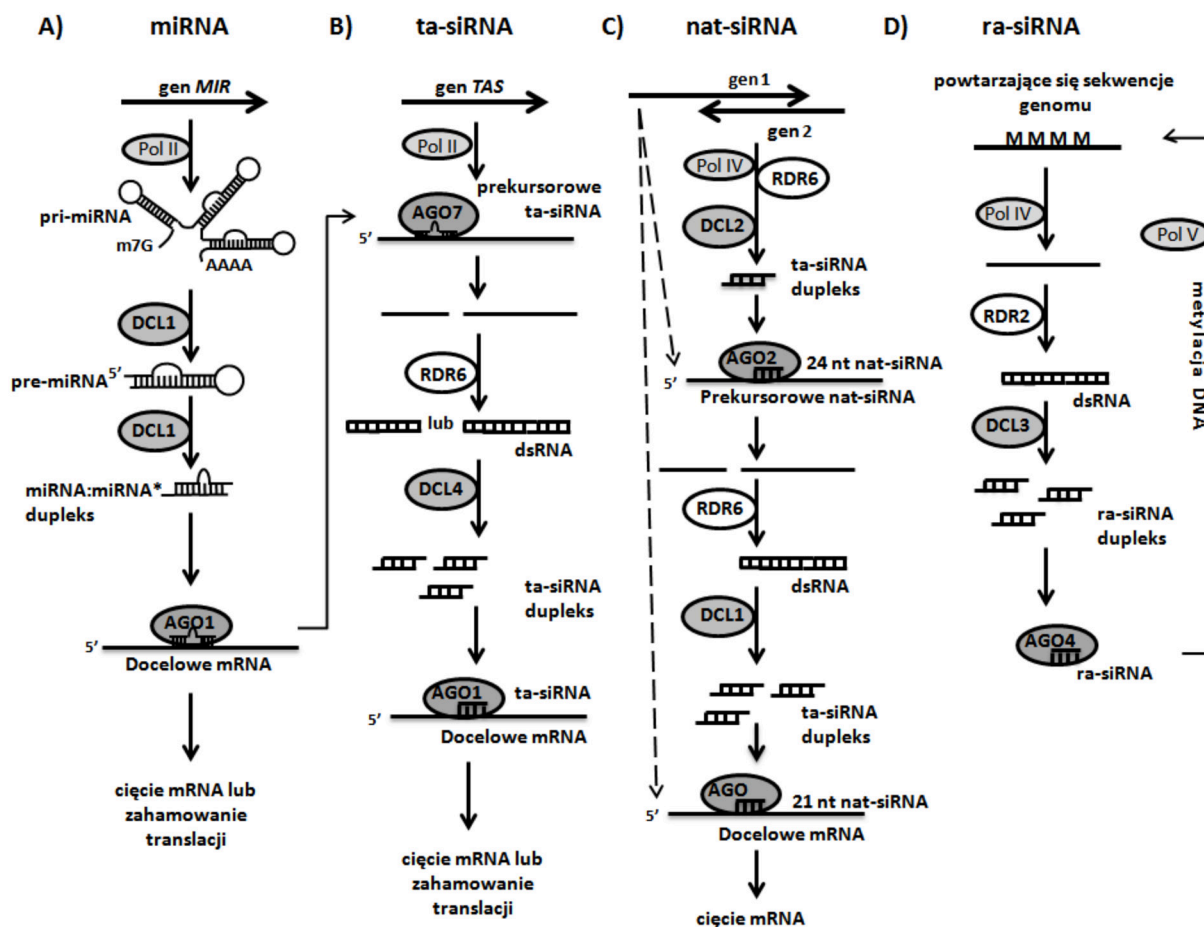 A) miRNA
gen MIR
Pol II
pri-miRNA
m7G
AAAA
DCL1
pre-miRNA 5’
DCL1
miRNA:miRNA*
dupleks
AGO1
5’
Docelowe mRNA
cięcie mRNA lub
zahamowanie
translacji
B) ta-siRNA
gen TAS
Pol II
prekursorowe
ta-siRNA
AGO7
5’
RDR6
lub
dsRNA
DCL4
ta-siRNA
dupleks
AGO1
ta-siRNA
5’
Docelowe mRNA
cięcie mRNA lub
zahamowanie
translacji
C) nat-siRNA
gen 1
gen 2
Pol IV
RDR6
DCL2
ta-siRNA
dupleks
AGO2
24 nt nat-siRNA
5’
Prekursorowe nat-siRNA
RDR6
dsRNA
DCL1
ta-siRNA
dupleks
AGO
21 nt nat-siRNA
5’
Docelowe mRNA
cięcie mRNA
D) ra-siRNA
powtarzające się sekwencje
genomu
M M M M
Pol IV
Pol V
RDR2
metylacja DNA
dsRNA
DCL3
ra-siRNA
dupleks
AGO4
ra-siRNA